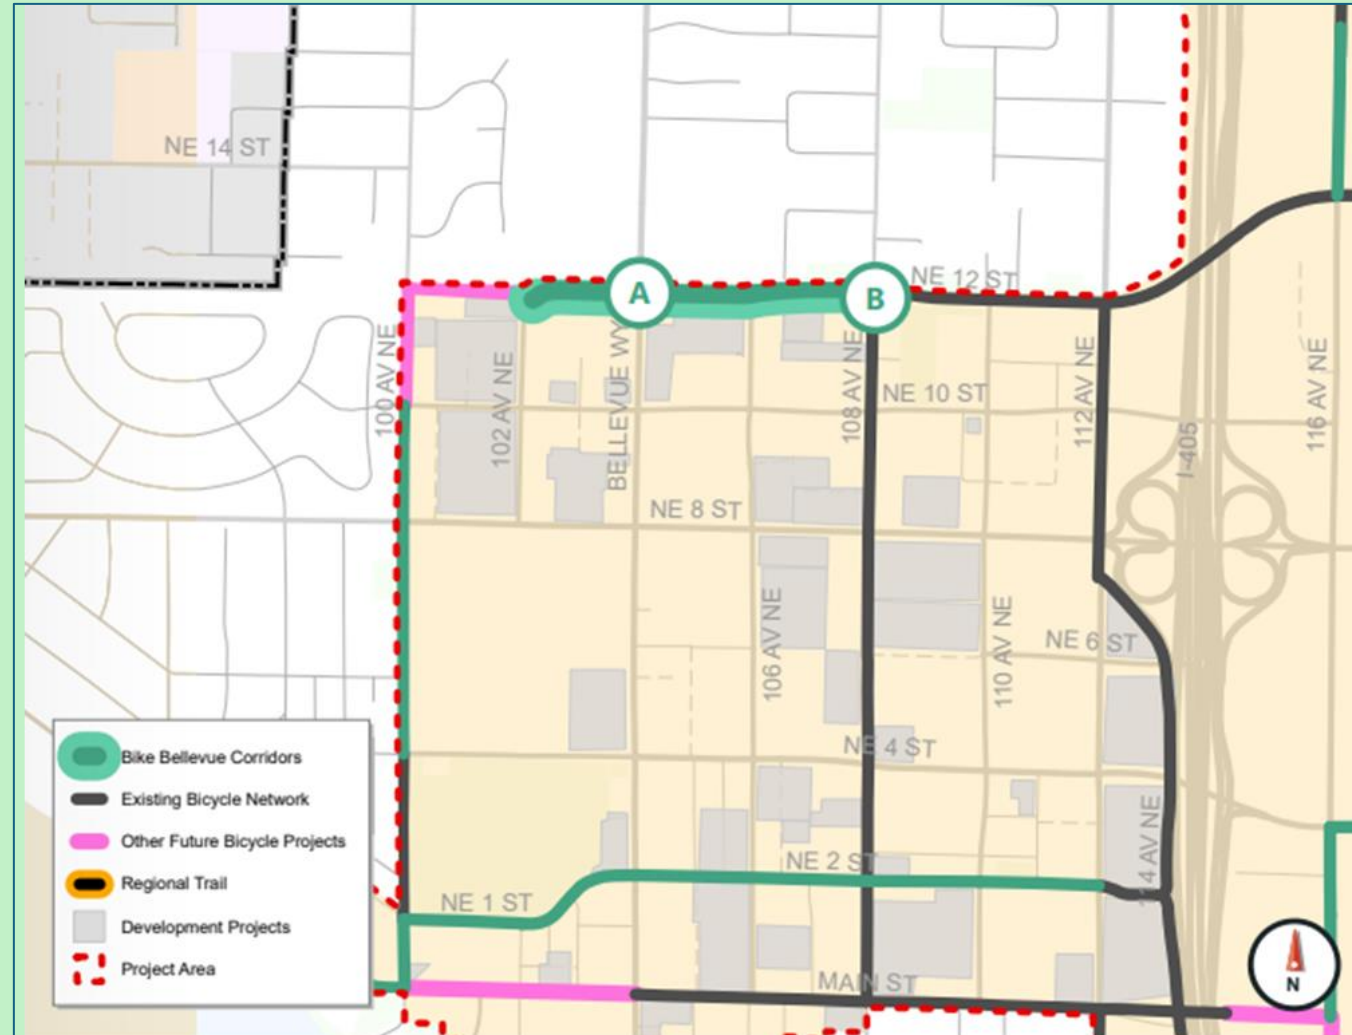 NE 14 ST
NE 12 ST
A
B
100 AV NE
102 AV NE
BELLEVUE WY
108 AV NE
112 AV NE
116 AV NE
I-405
NE 10 ST
NE 8 ST
106 AV NE
110 AV NE
NE 6 ST
NE 4 ST
114 AV NE
NE 2 ST
NE 1 ST
MAIN ST
Bike Bellevue Corridors
Existing Bicycle Network
Other Future Bicycle Projects
Regional Trail
Development Projects
Project Area
N